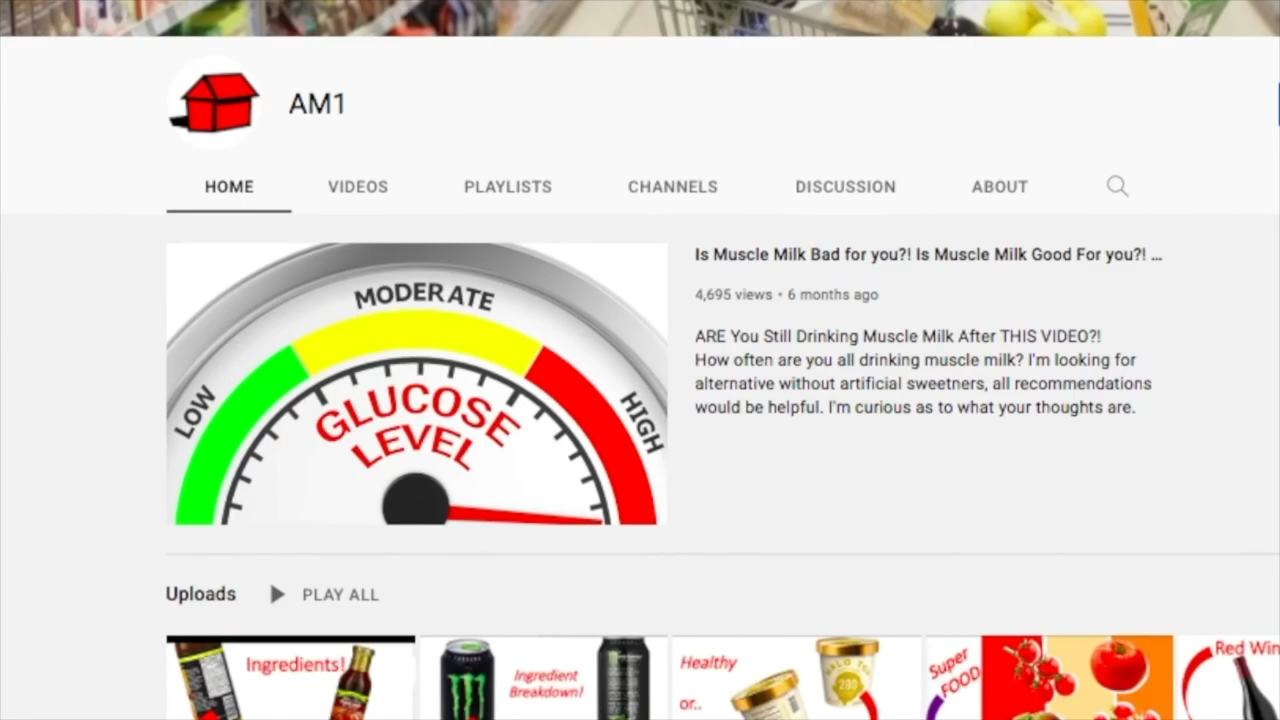 AM1
HOME VIDEOS PLAYLISTS CHANNELS DISCUSSION ABOUT
LOW
MODERATE
HIGH
GLUCOSE
LEVEL
Is Muscle Milk Bad for you?! Is Muscle Milk Good For you?! ...
4,695 views • 6 months ago
ARE You Still Drinking Muscle Milk After THIS VIDEO?!
How often are you all drinking muscle milk? I'm looking for
alternative without artificial sweetners, all recommendations
would be helpful. I'm curious as to what your thoughts are.
Uploads PLAY ALL
Ingredients!
Ingredient
Breakdown!
Healthy
or..
280
Super
FOOD
Red Win